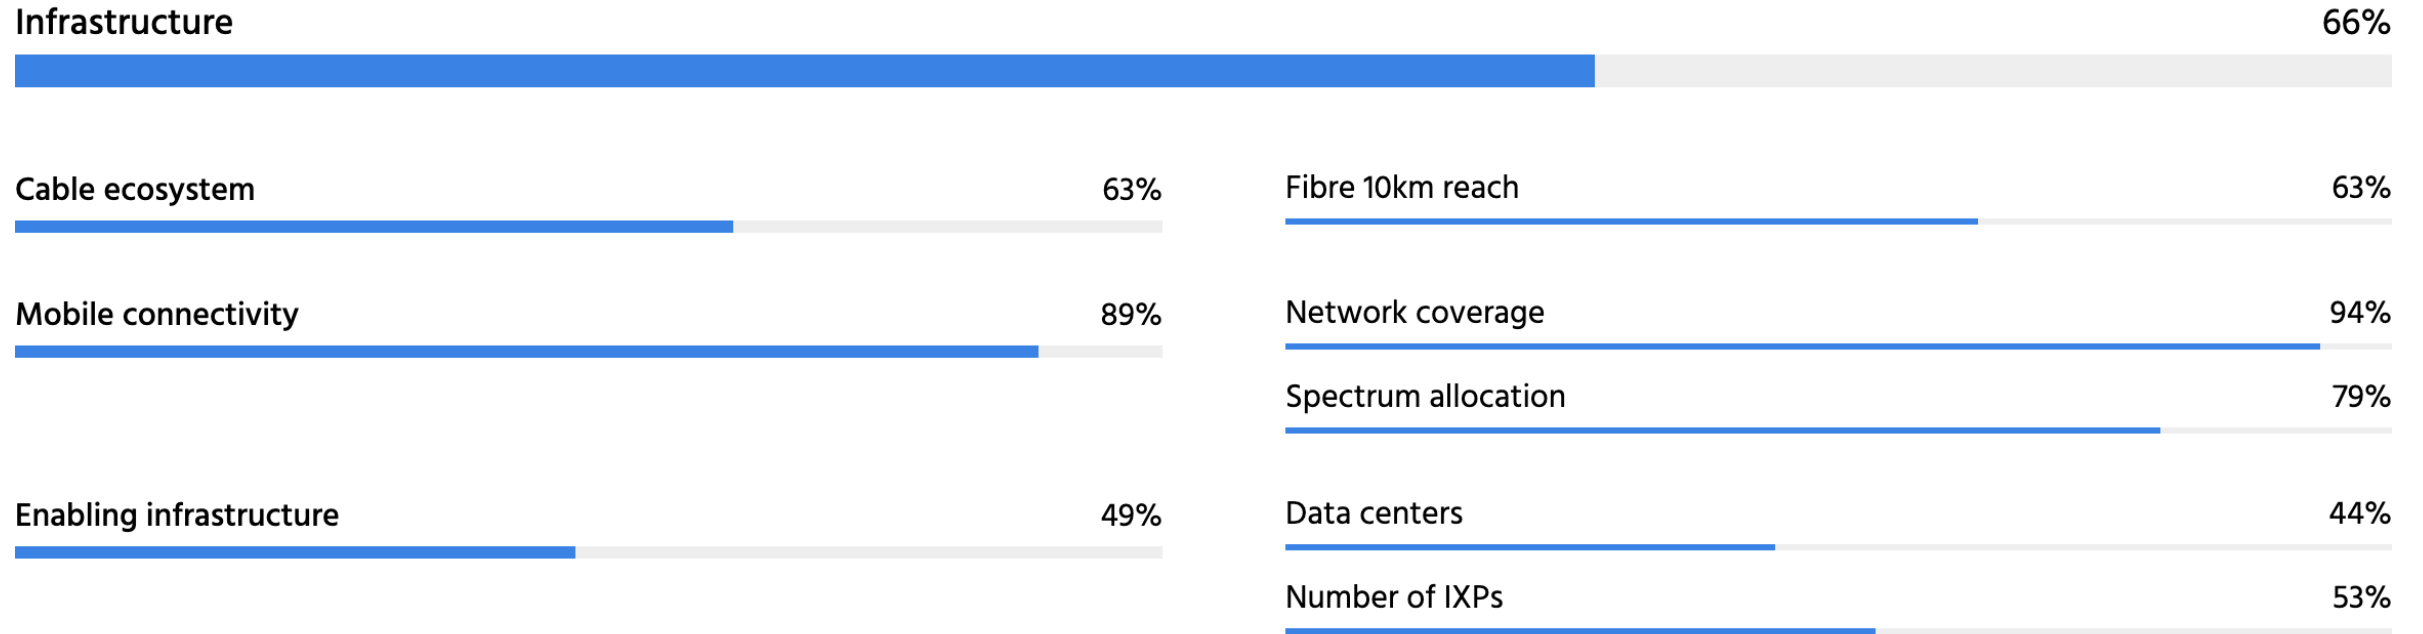 Infrastructure 66%
Cable ecosystem 63%
Fibre 10km reach 63%
Mobile connectivity 89%
Network coverage 94%
Spectrum allocation 79%
Enabling infrastructure 49%
Data centers 44%
Number of IXPs 53%